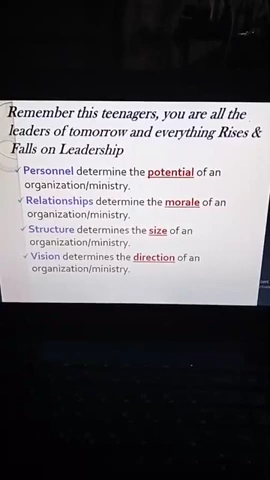 Remember this teenagers, you are all the
leaders of tomorrow and everything Rises &
Falls on Leadership
✓ Personnel determine the potential of an
organization/ministry.
✓ Relationships determine the morale of an
organization/ministry.
✓ Structure determines the size of an
organization/ministry.
✓ Vision determines the direction of an
organization/ministry.